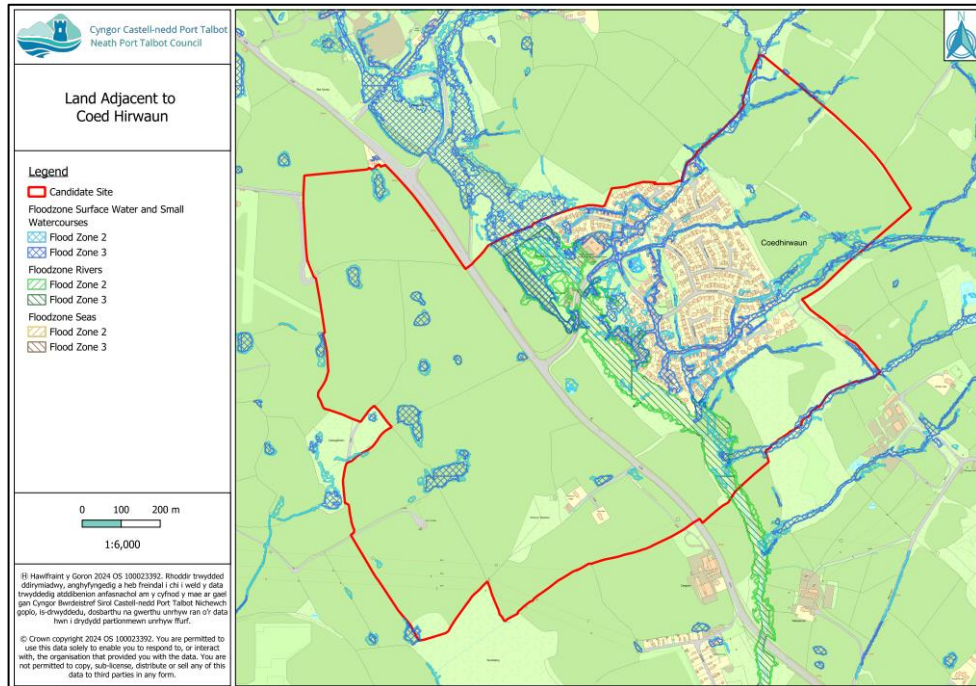 Cyngor Castell-nedd Port Talbot
Neath Port Talbot Council
Land Adjacent to
Coed Hirwaun
Legend
Candidate Site
Floodzone Surface Water and Small
Watercourses
Flood Zone 2
Flood Zone 3
Floodzone Rivers
Flood Zone 2
Flood Zone 3
Floodzone Seas
Flood Zone 2
Flood Zone 3
0 100 200 m
1:6,000
Ⓗ Hawlfraint y Goron 2024 OS 100023392. Rhoddir trwydded
ddirymiadwy, anghyfyngedig a heb freindal i chi i weld y data
trwyddedig atddibenion anfasnachol am y cyfnod y mae ar gael
gan Cyngor Bwrdeistref Sirol Castell-nedd Port Talbot Nichewch
gopïo, is-drwyddedu, dosbarthu na gwerthu unrhyw ran o'r data
hwn i drydydd partionmewn unrhyw ffurf.
© Crown copyright 2024 OS 100023392. You are permitted to
use this data solely to enable you to respond to, or interact
with, the organisation that provided you with the data. You are
not permitted to copy, sub-license, distribute or sell any of this
data to third parties in any form.
N
Coedhirwaun